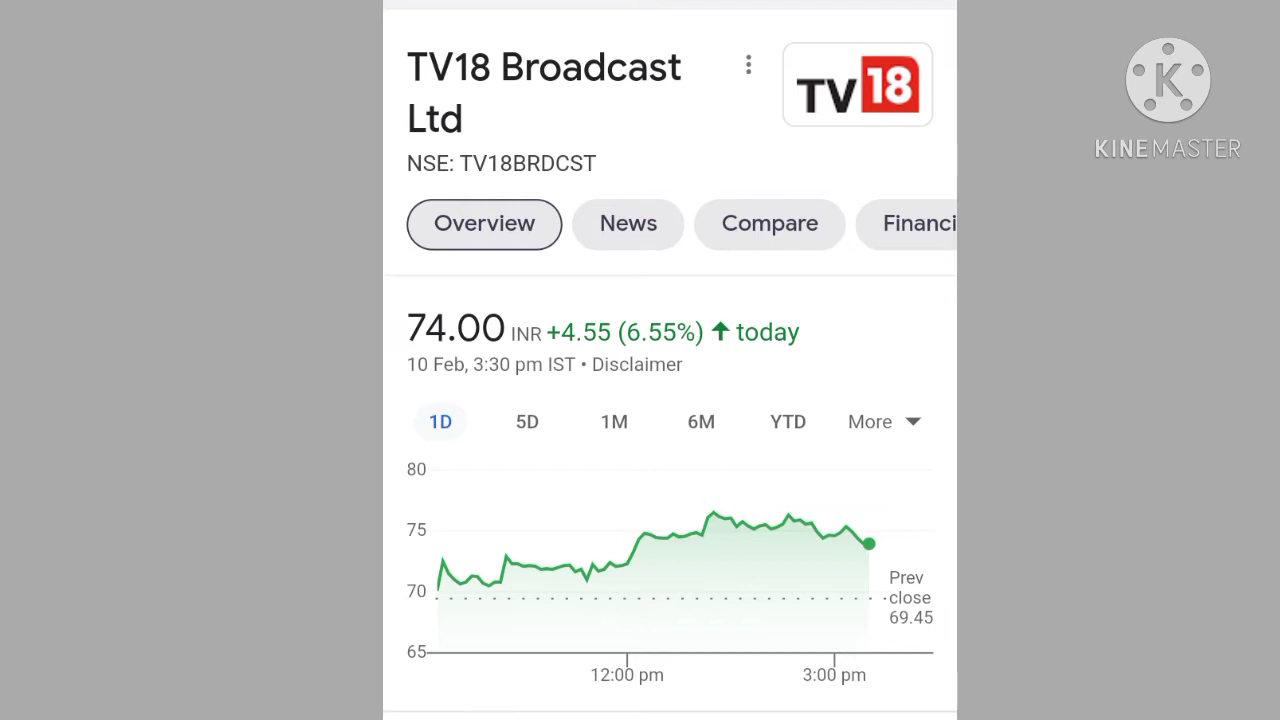 TV18 Broadcast
Ltd
TV18
NSE: TV18BRDCST
K
KINEMASTER
Overview
News
Compare
Financi
74.00 INR +4.55 (6.55%) ↑ today
10 Feb, 3:30 pm IST • Disclaimer
1D
5D
1M
6M
YTD
More
80
75
70
65
Prev
close
69.45
12:00 pm
3:00 pm